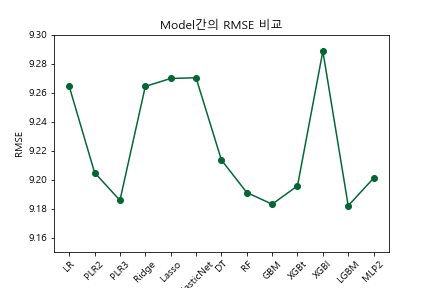 Model간의 RMSE 비교
9.30
9.28
9.26
9.24
9.22
9.20
9.18
9.16
RMSE
LR
PLR2
PLR3
Ridge
Lasso
lasticNet
DT
RF
GBM
XGBt
XGBl
LGBM
MLP2